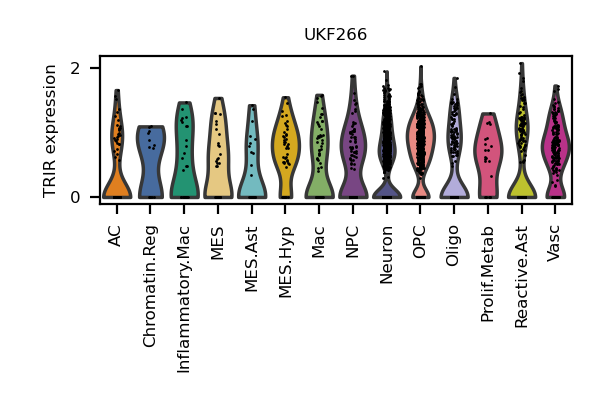 UKF266
TRIR expression
2
0
AC
Chromatin.Reg
Inflammatory.Mac
MES
MES.Ast
MES.Hyp
Mac
NPC
Neuron
OPC
Oligo
Prolif.Metab
Reactive.Ast
Vasc